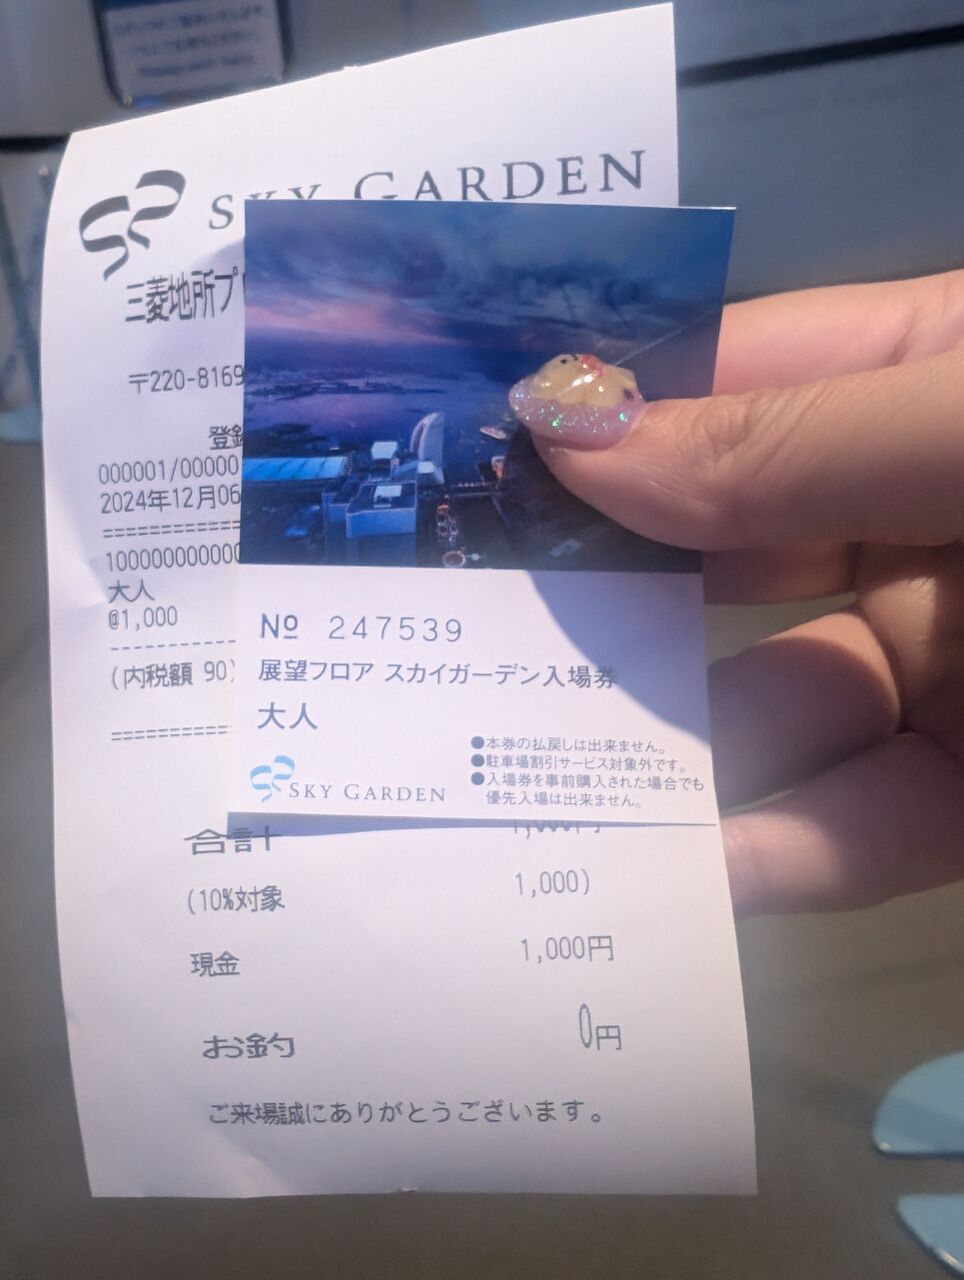 SKY GARDEN
三菱地所プ
〒220-8169
登録
000001/00000
2024年12月06
==============
100000000000
大人
@1,000
--------------
(内税額 90)
==============
№ 247539
展望フロア スカイガーデン入場券
大人
●本券の払戻しは出来ません。
●駐車場割引サービス対象外です。
●入場券を事前購入された場合でも
優先入場は出来ません。
SKY GARDEN
合計
(10%対象 1,000)
現金 1,000円
お釣 0円
ご来場誠にありがとうございます。